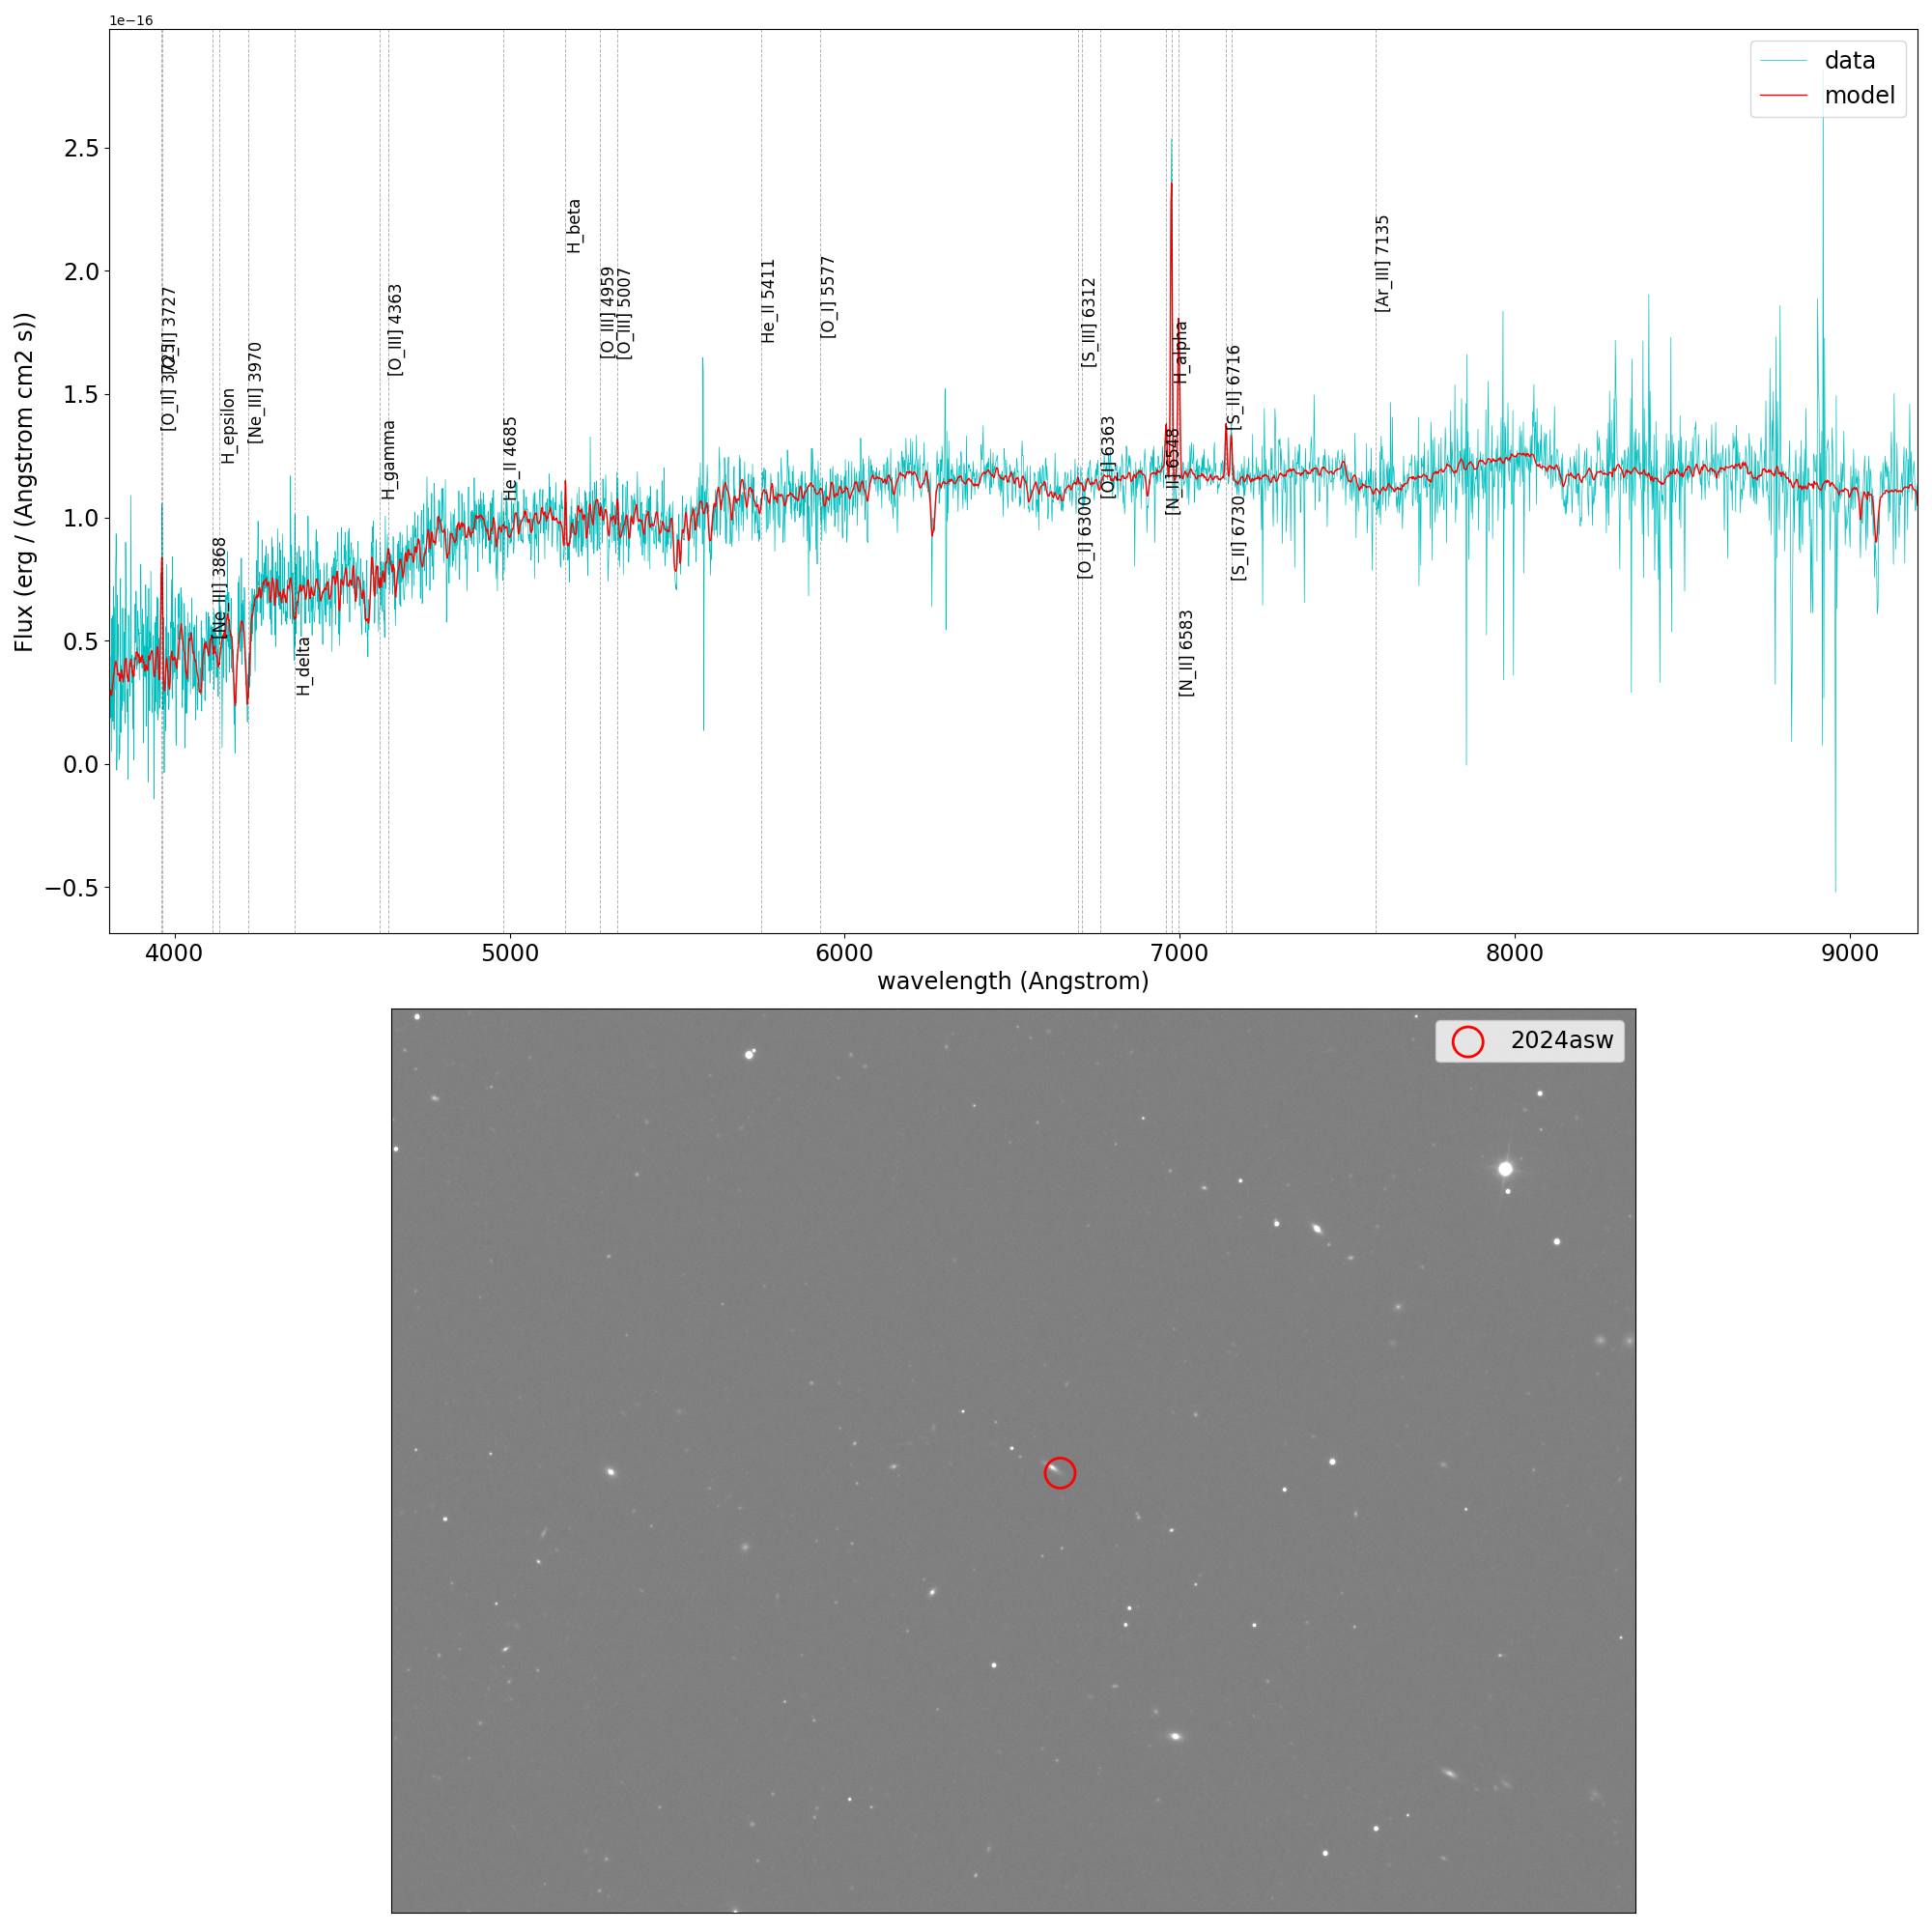 1e−16
data
model
2.5
2.0
1.5
1.0
0.5
0.0
−0.5
Flux (erg / (Angstrom cm2 s))
[O_II] 3725
[O_II] 3727
[Ne_III] 3868
H_epsilon
[Ne_III] 3970
H_delta
H_gamma
[O_III] 4363
He_II 4685
H_beta
[O_III] 4959
[O_III] 5007
He_II 5411
[O_I] 5577
[O_I] 6300
[S_III] 6312
[O_I] 6363
[N_II] 6548
H_alpha
[N_II] 6583
[S_II] 6716
[S_II] 6730
[Ar_III] 7135
4000 5000 6000 7000 8000 9000
wavelength (Angstrom)
2024asw